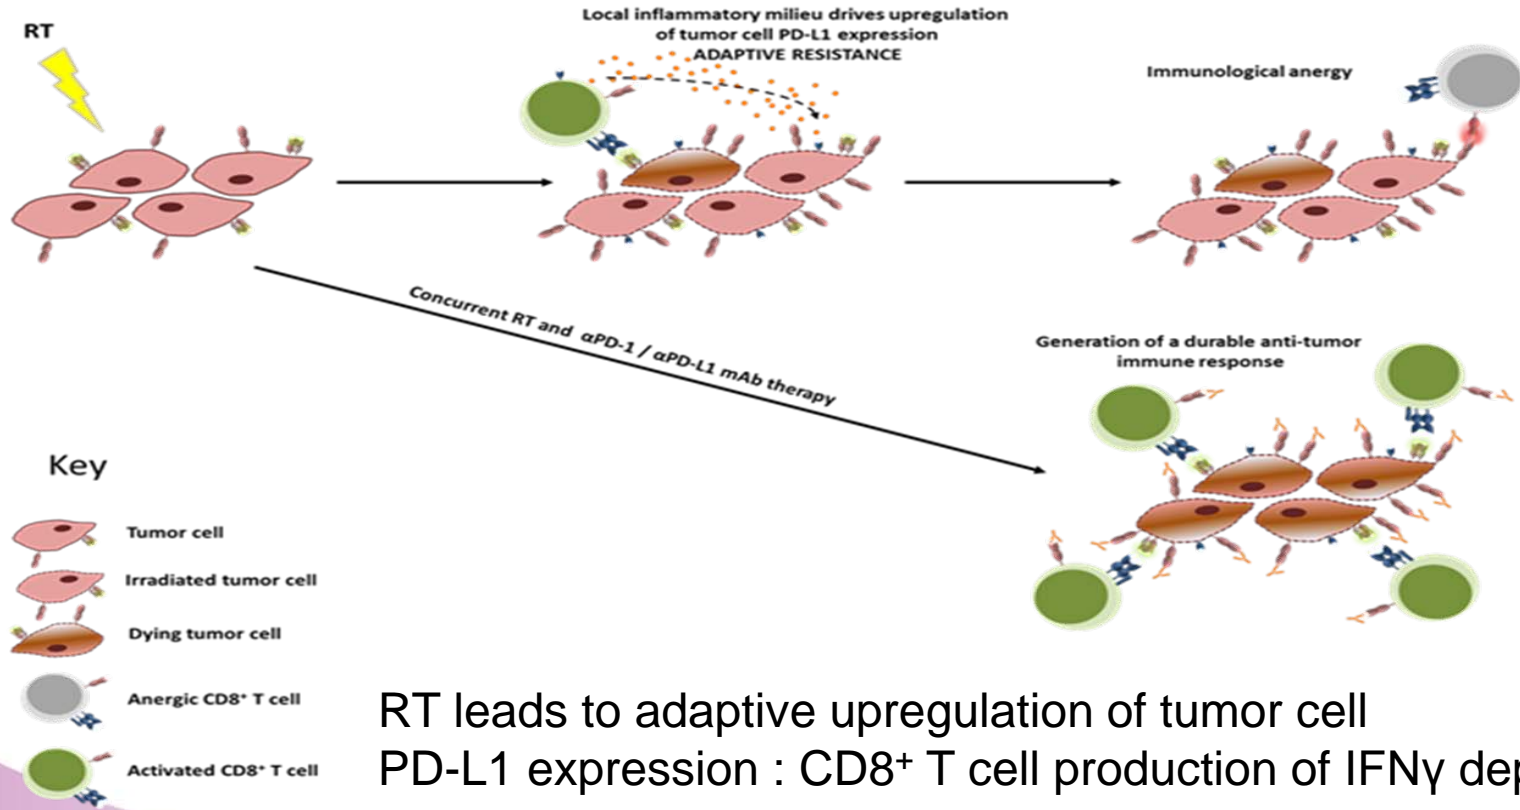 RT
Local inflammatory milieu drives upregulation
of tumor cell PD-L1 expression
ADAPTIVE RESISTANCE
Immunological anergy
Concurrent RT and αPD-1 / αPD-L1 mAb therapy
Generation of a durable anti-tumor
immune response
Key
Tumor cell
Irradiated tumor cell
Dying tumor cell
Anergic CD8⁺ T cell
Activated CD8⁺ T cell
RT leads to adaptive upregulation of tumor cell
PD-L1 expression : CD8⁺ T cell production of IFNγ